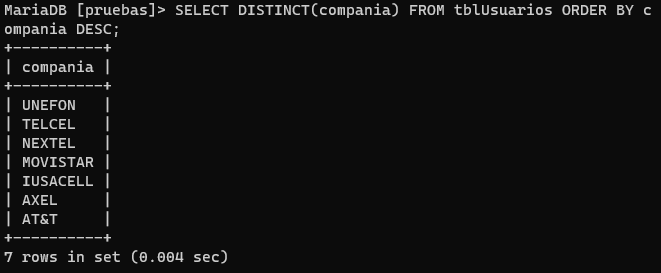 MariaDB [pruebas]> SELECT DISTINCT(compania) FROM tblUsuarios ORDER BY c
ompania DESC;
+----------+
| compania |
+----------+
| UNEFON   |
| TELCEL   |
| NEXTEL   |
| MOVISTAR |
| IUSACELL |
| AXEL     |
| AT&T     |
+----------+
7 rows in set (0.004 sec)